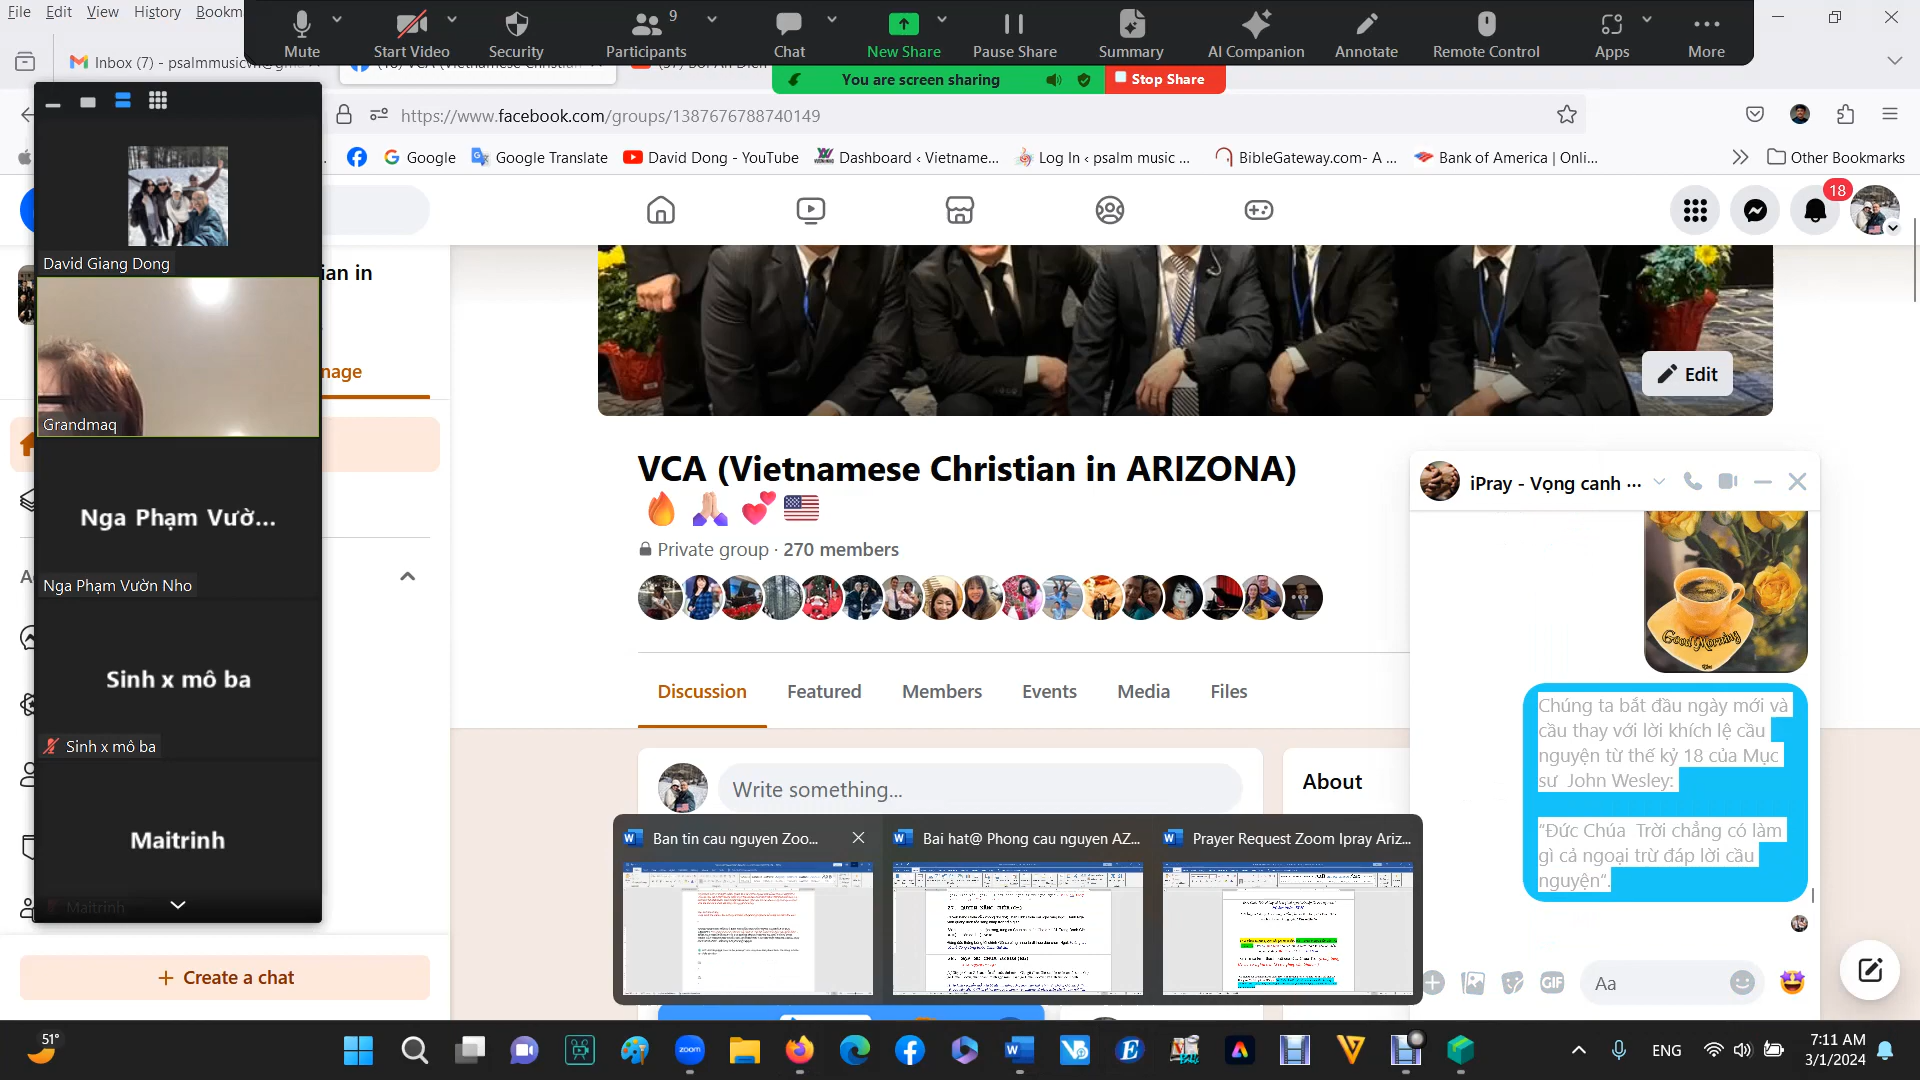 File Edit View History Bookm
Mute
Start Video
Security
9
Participants
Chat
New Share
Pause Share
Summary
AI Companion
Annotate
Remote Control
Apps
More
You are screen sharing
Stop Share
Inbox (7) - psalmmusicvn@gm
https://www.facebook.com/groups/1387676788740149
Google
Google Translate
David Dong - YouTube
Dashboard ‹ Vietname...
Log In ‹ psalm music ...
BibleGateway.com- A ...
Bank of America | Onli...
Other Bookmarks
18
David Giang Dong
Grandmaq
Nga Phạm Vườ...
Nga Phạm Vườn Nho
Sinh x mô ba
Sinh x mô ba
Maitrinh
Maitrinh
ian in
nage
Create a chat
Edit
VCA (Vietnamese Christian in ARIZONA)
Private group · 270 members
Discussion
Featured
Members
Events
Media
Files
Write something...
About
iPray - Vọng canh ...
Good Morning
Chúng ta bắt đầu ngày mới và
cầu thay với lời khích lệ cầu
nguyện từ thế kỷ 18 của Mục
sư John Wesley:
"Đức Chúa Trời chẳng có làm
gì cả ngoại trừ đáp lời cầu
nguyện".
GIF
Aa
Ban tin cau nguyen Zoo...
Bai hat@ Phong cau nguyen AZ...
Prayer Request Zoom Ipray Ariz...
51°
zoom
ENG
7:11 AM
3/1/2024